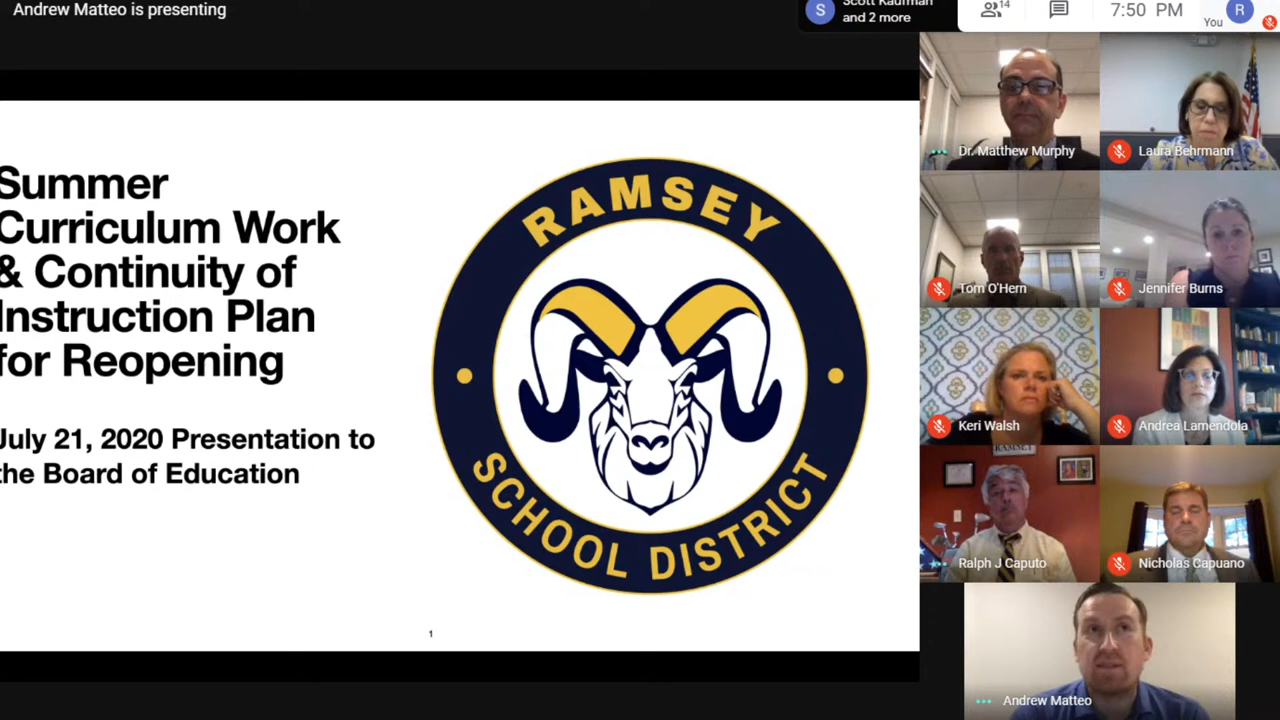 Andrew Matteo is presenting
S
Scott Kaufman
and 2 more
14
7:50 PM
You
R
Summer
Curriculum Work
& Continuity of
Instruction Plan
for Reopening
July 21, 2020 Presentation to
the Board of Education
RAMSEY
SCHOOL DISTRICT
1
Dr. Matthew Murphy
Laura Behrmann
Tom O'Hern
Jennifer Burns
Keri Walsh
Andrea Lamendola
RAMSEY
Ralph J Caputo
Nicholas Capuano
Andrew Matteo